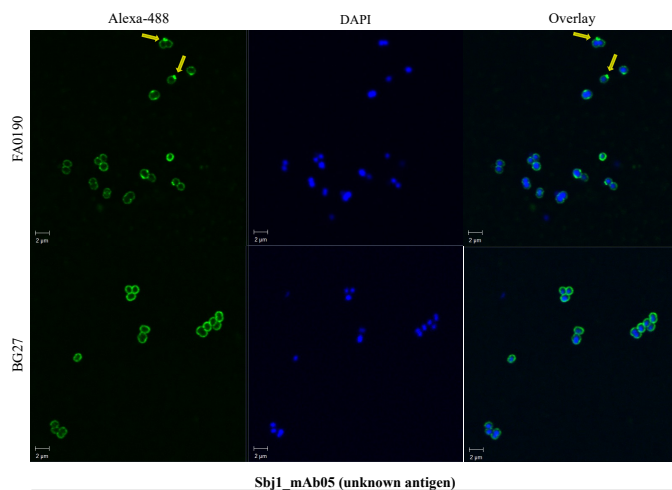 Alexa-488 DAPI Overlay
FA0190
2 µm 2 µm 2 µm
BG27
2 µm 2 µm 2 µm
Sbj1_mAb05 (unknown antigen)